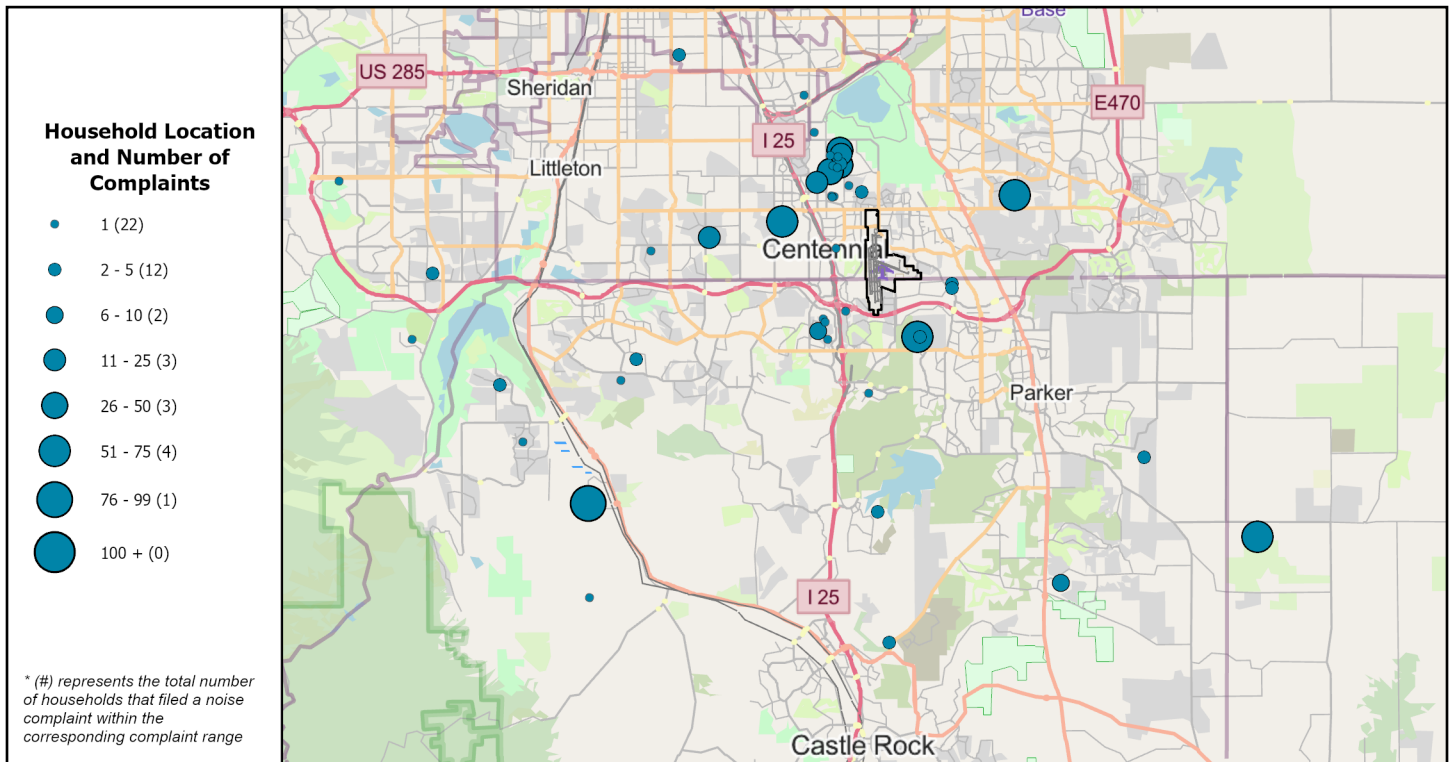 Household Location
and Number of
Complaints
1 (22)
2 - 5 (12)
6 - 10 (2)
11 - 25 (3)
26 - 50 (3)
51 - 75 (4)
76 - 99 (1)
100 + (0)
* (#) represents the total number
of households that filed a noise
complaint within the
corresponding complaint range
Base
US 285
Sheridan
E470
I 25
Littleton
Centennial
Parker
I 25
Castle Rock